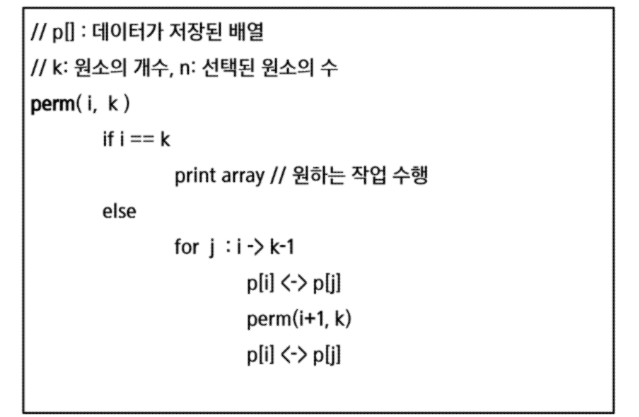 // p[] : 데이터가 저장된 배열
// k: 원소의 개수, n: 선택된 원소의 수
perm( i, k )
if i == k
print array // 원하는 작업 수행
else
for j : i -> k-1
p[i] <-> p[j]
perm(i+1, k)
p[i] <-> p[j]